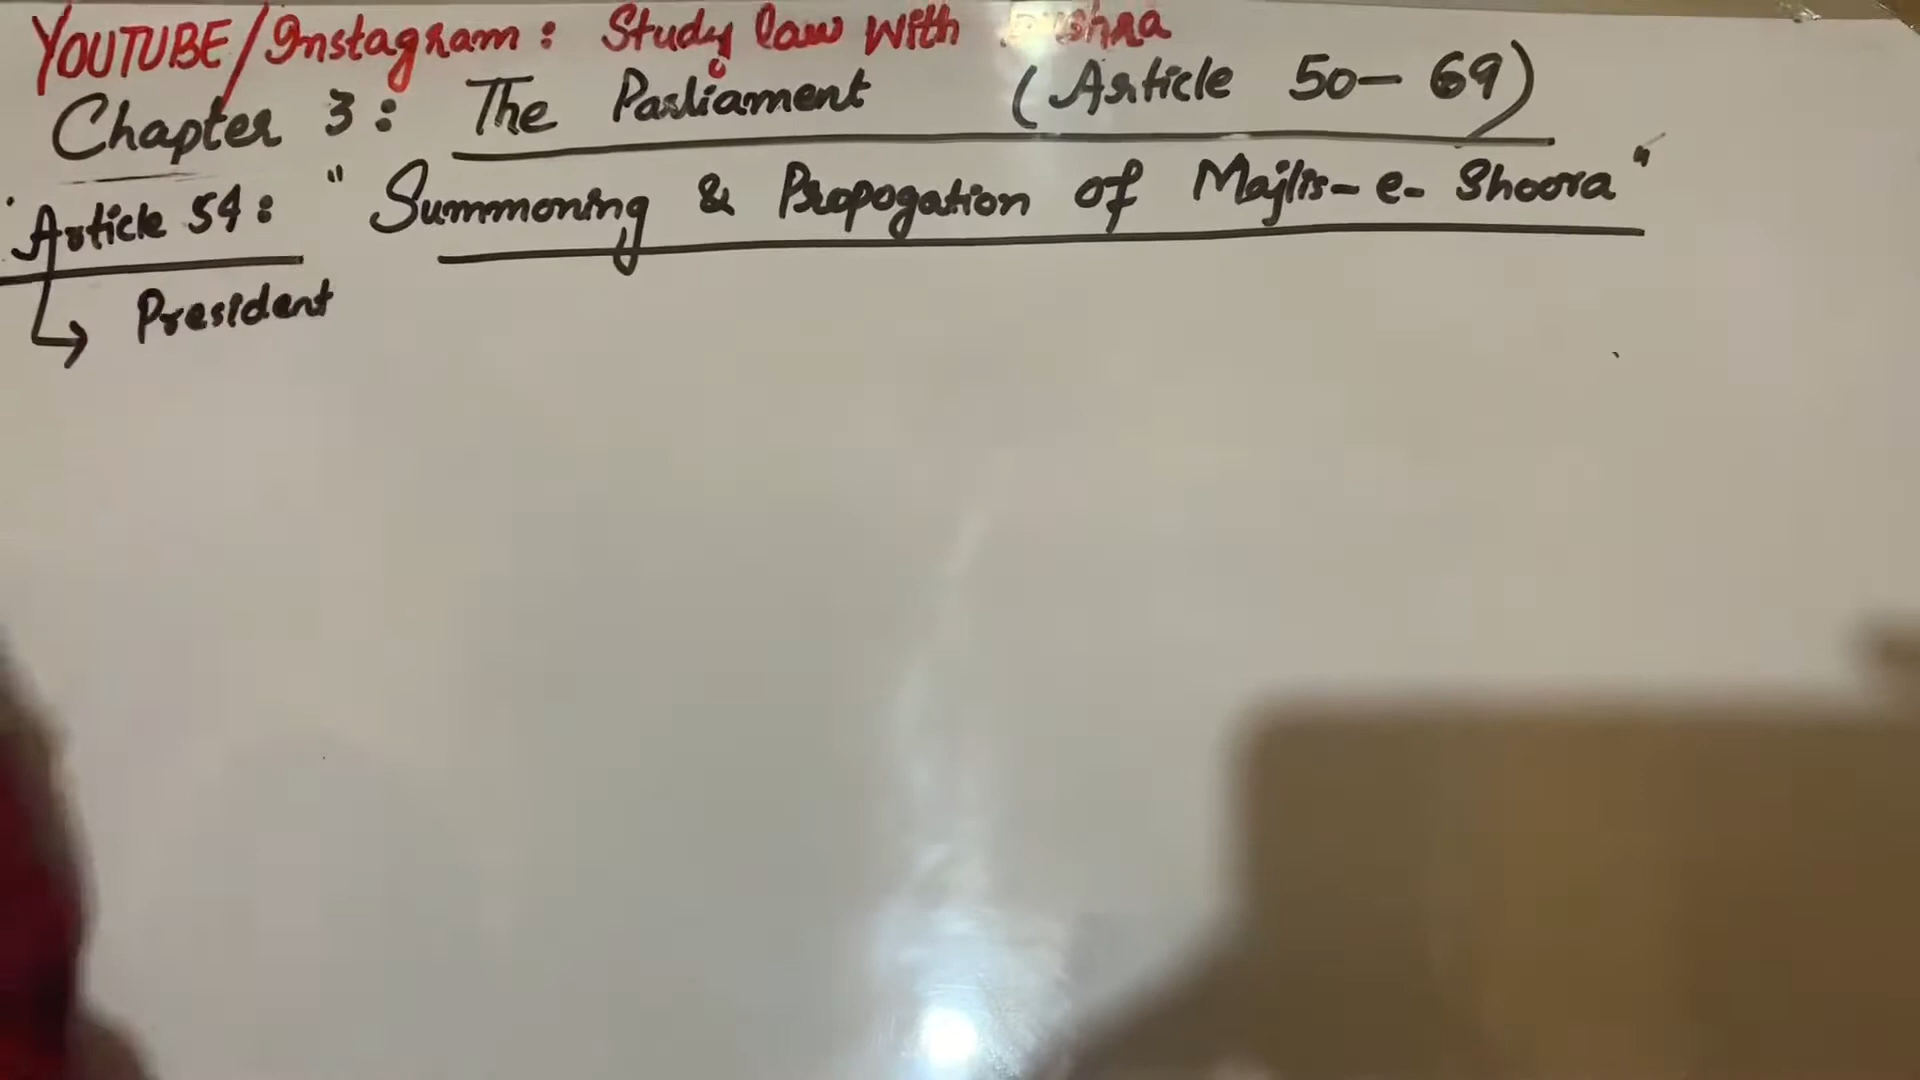 YOUTUBE/Instagram: Study law with
Chapter 3: The Parliament (Article 50-69)
Article 54: "Summoning & Propogation of Majlis-e-Shoora"
President